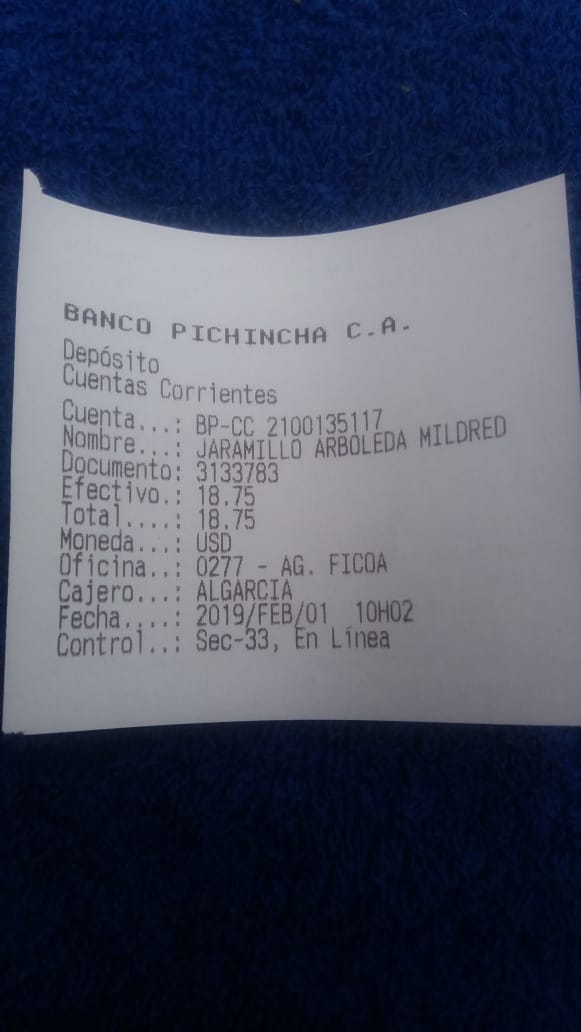 BANCO PICHINCHA C.A.
Depósito
Cuentas Corrientes
Cuenta...: BP-CC 2100135117
Nombre...: JARAMILLO ARBOLEDA MILDRED
Documento: 3133783
Efectivo.: 18.75
Total....: 18.75
Moneda...: USD
Oficina..: 0277 - AG. FICOA
Cajero...: ALGARCIA
Fecha....: 2019/FEB/01 10H02
Control..: Sec-33, En Línea